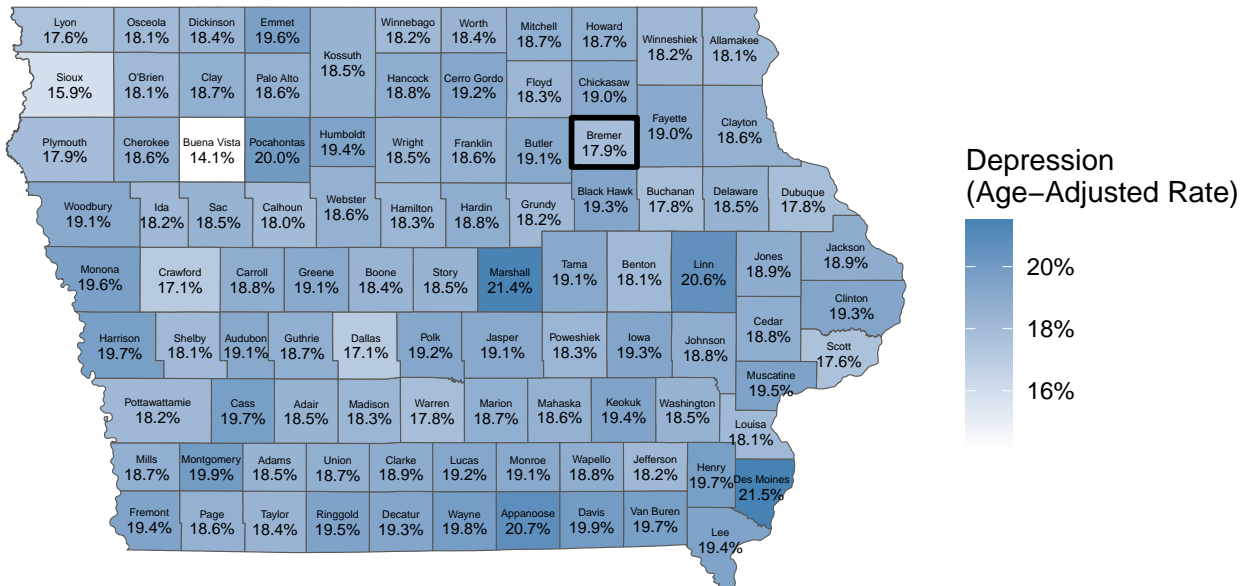 Lyon
17.6%
Osceola
18.1%
Dickinson
18.4%
Emmet
19.6%
Kossuth
18.5%
Winnebago
18.2%
Worth
18.4%
Mitchell
18.7%
Howard
18.7%
Winneshiek
18.2%
Allamakee
18.1%
Sioux
15.9%
O'Brien
18.1%
Clay
18.7%
Palo Alto
18.6%
Hancock
18.8%
Cerro Gordo
19.2%
Floyd
18.3%
Chickasaw
19.0%
Fayette
19.0%
Clayton
18.6%
Plymouth
17.9%
Cherokee
18.6%
Buena Vista
14.1%
Pocahontas
20.0%
Humboldt
19.4%
Wright
18.5%
Franklin
18.6%
Butler
19.1%
Bremer
17.9%
Woodbury
19.1%
Ida
18.2%
Sac
18.5%
Calhoun
18.0%
Webster
18.6%
Hamilton
18.3%
Hardin
18.8%
Grundy
18.2%
Black Hawk
19.3%
Buchanan
17.8%
Delaware
18.5%
Dubuque
17.8%
Monona
19.6%
Crawford
17.1%
Carroll
18.8%
Greene
19.1%
Boone
18.4%
Story
18.5%
Marshall
21.4%
Tama
19.1%
Benton
18.1%
Linn
20.6%
Jones
18.9%
Jackson
18.9%
Clinton
19.3%
Harrison
19.7%
Shelby
18.1%
Audubon
19.1%
Guthrie
18.7%
Dallas
17.1%
Polk
19.2%
Jasper
19.1%
Poweshiek
18.3%
Iowa
19.3%
Johnson
18.8%
Cedar
18.8%
Scott
17.6%
Muscatine
19.5%
Pottawattamie
18.2%
Cass
19.7%
Adair
18.5%
Madison
18.3%
Warren
17.8%
Marion
18.7%
Mahaska
18.6%
Keokuk
19.4%
Washington
18.5%
Louisa
18.1%
Mills
18.7%
Montgomery
19.9%
Adams
18.5%
Union
18.7%
Clarke
18.9%
Lucas
19.2%
Monroe
19.1%
Wapello
18.8%
Jefferson
18.2%
Henry
19.7%
Des Moines
21.5%
Fremont
19.4%
Page
18.6%
Taylor
18.4%
Ringgold
19.5%
Decatur
19.3%
Wayne
19.8%
Appanoose
20.7%
Davis
19.9%
Van Buren
19.7%
Lee
19.4%
Depression
(Age−Adjusted Rate)
20%
18%
16%